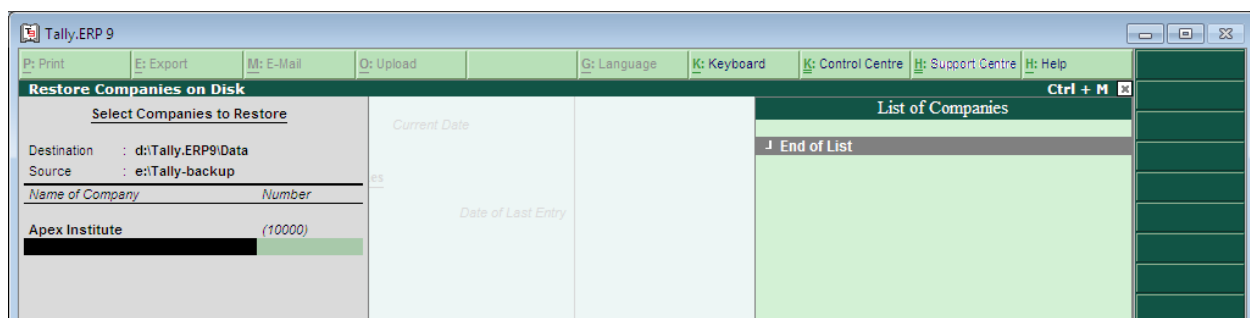 Tally.ERP 9
P: Print E: Export M: E-Mail O: Upload G: Language K: Keyboard K: Control Centre H: Support Centre H: Help
Restore Companies on Disk Ctrl + M
Select Companies to Restore
Destination : d:\Tally.ERP9\Data
Source : e:\Tally-backup
Name of Company Number
Apex Institute (10000)
Current Date
es
Date of Last Entry
List of Companies
End of List